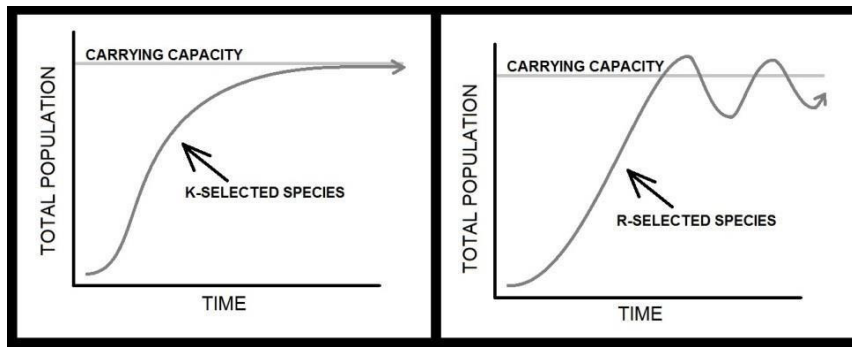 CARRYING CAPACITY
K-SELECTED SPECIES
TOTAL POPULATION
TIME
CARRYING CAPACITY
R-SELECTED SPECIES
TOTAL POPULATION
TIME